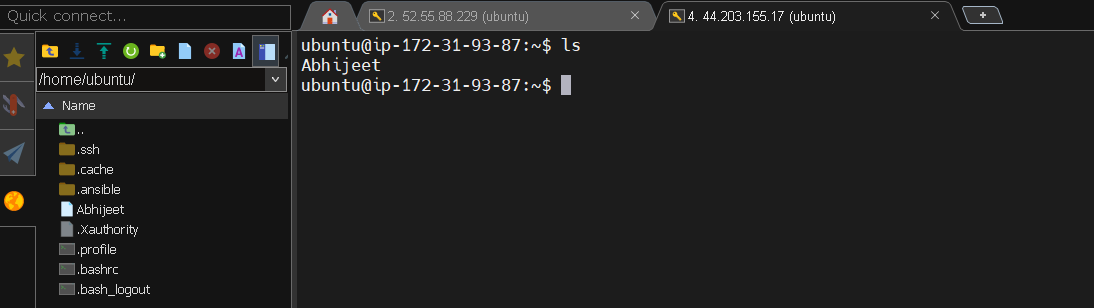 Quick connect...
2. 52.55.88.229 (ubuntu)
4. 44.203.155.17 (ubuntu)
/home/ubuntu/
Name
..
.ssh
.cache
.ansible
Abhijeet
.Xauthority
.profile
.bashrc
.bash_logout
ubuntu@ip-172-31-93-87:~$ ls
Abhijeet
ubuntu@ip-172-31-93-87:~$